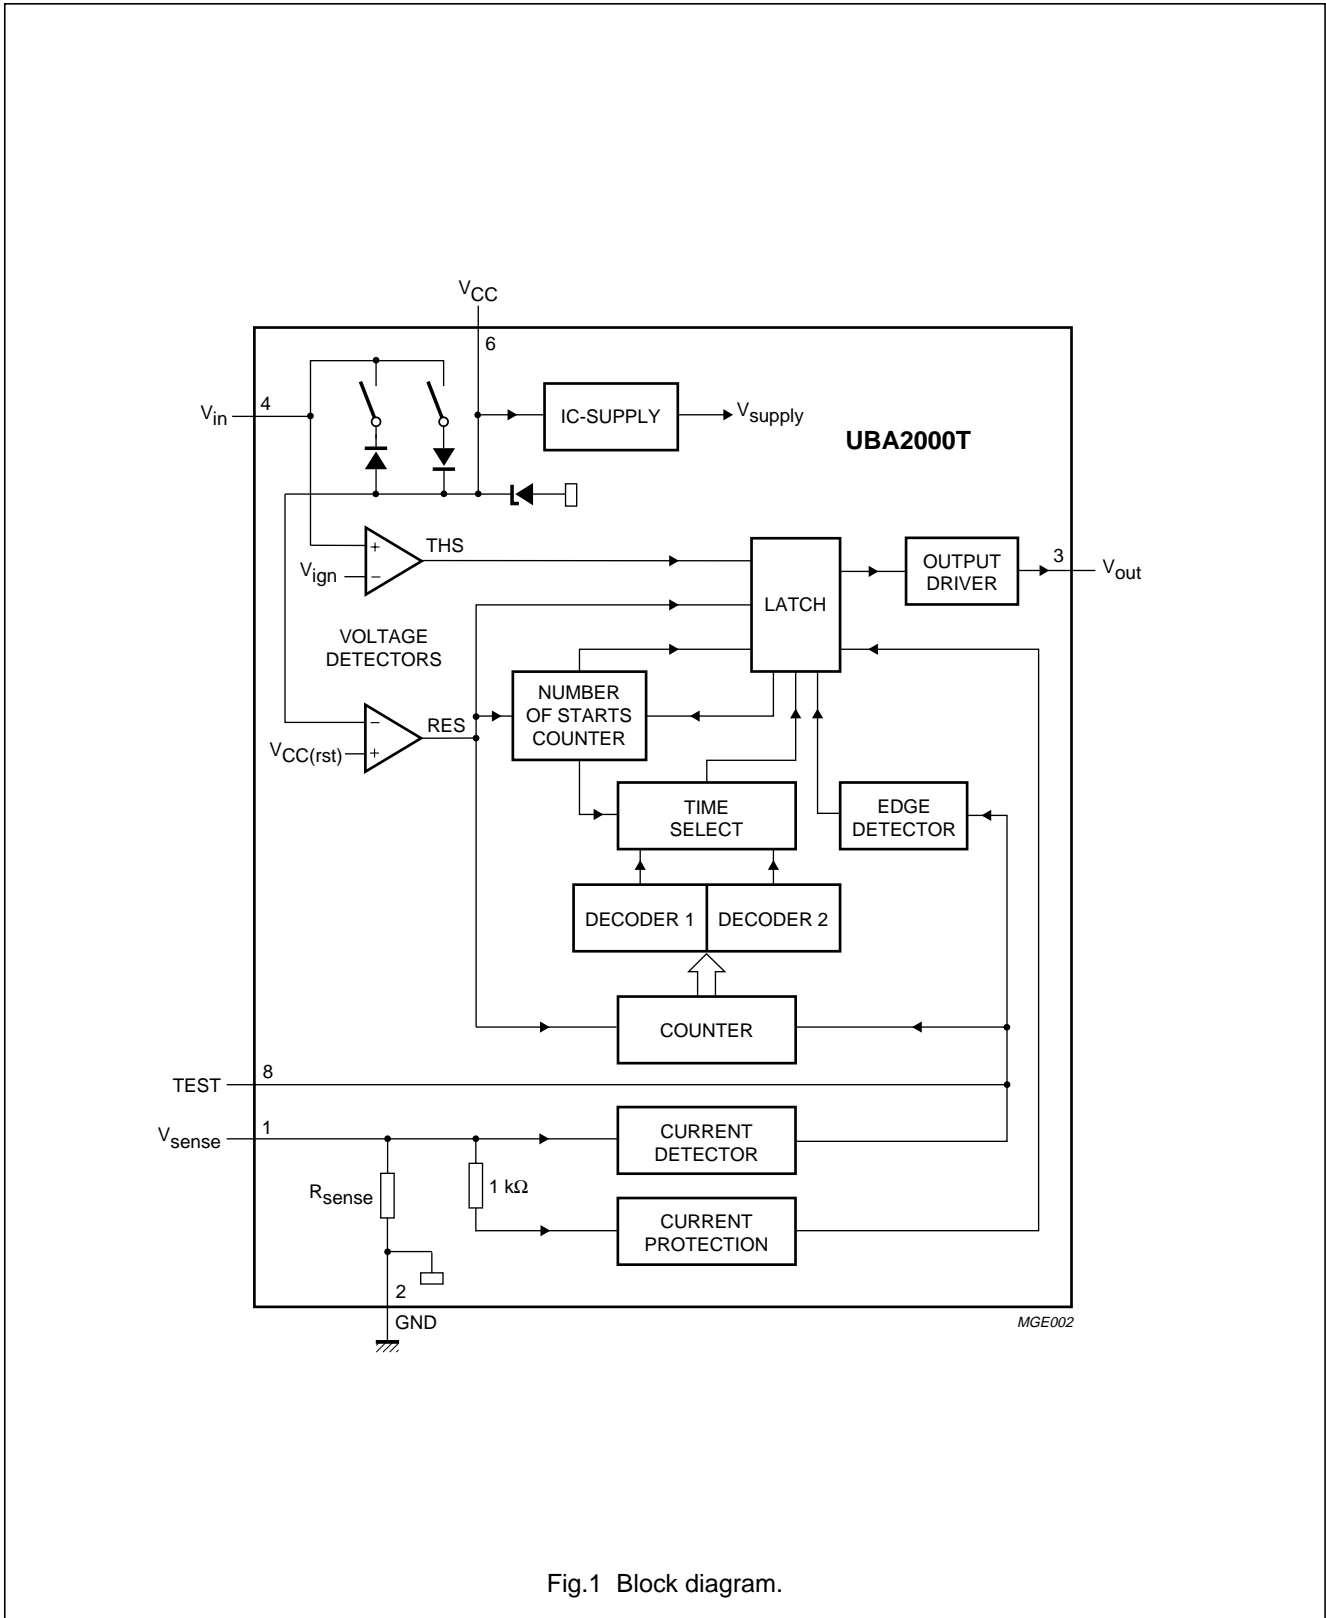 VCC
6
Vin
4
IC-SUPPLY
Vsupply
UBA2000T
THS
Vign
LATCH
OUTPUT
DRIVER
3
Vout
VOLTAGE
DETECTORS
NUMBER
OF STARTS
COUNTER
RES
VCC(rst)
TIME
SELECT
EDGE
DETECTOR
DECODER 1
DECODER 2
COUNTER
TEST
8
Vsense
1
CURRENT
DETECTOR
Rsense
1 kΩ
CURRENT
PROTECTION
2
GND
MGE002
+
−
−
+
Fig.1 Block diagram.